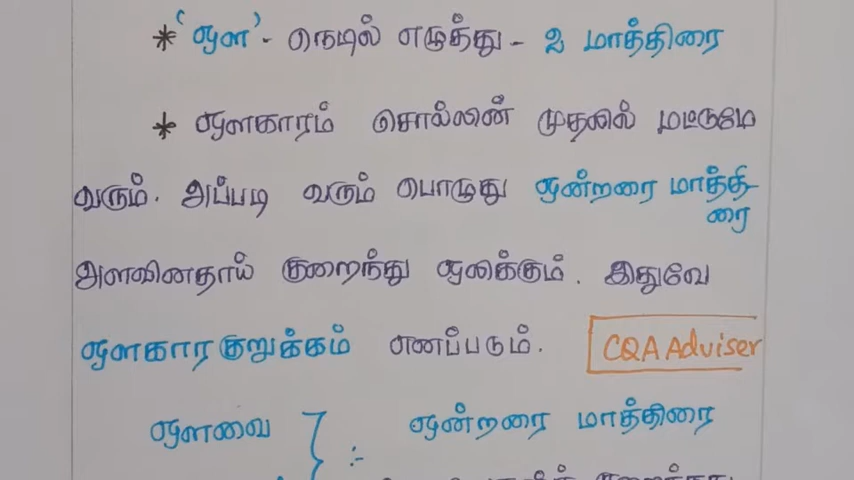 * 'ஔ' - நெடில் எழுத்து - 2 மாத்திரை
* ஔகாரம் சொல்லின் முதலில் மட்டுமே
வரும். அப்படி வரும் பொழுது ஒன்றரை மாத்தி-
ரை
அளவினதாய் குறைந்து ஒலிக்கும். இதுவே
ஔகார குறுக்கம் எனப்படும். CQA Adviser
ஔவை } :- ஒன்றரை மாத்திரை